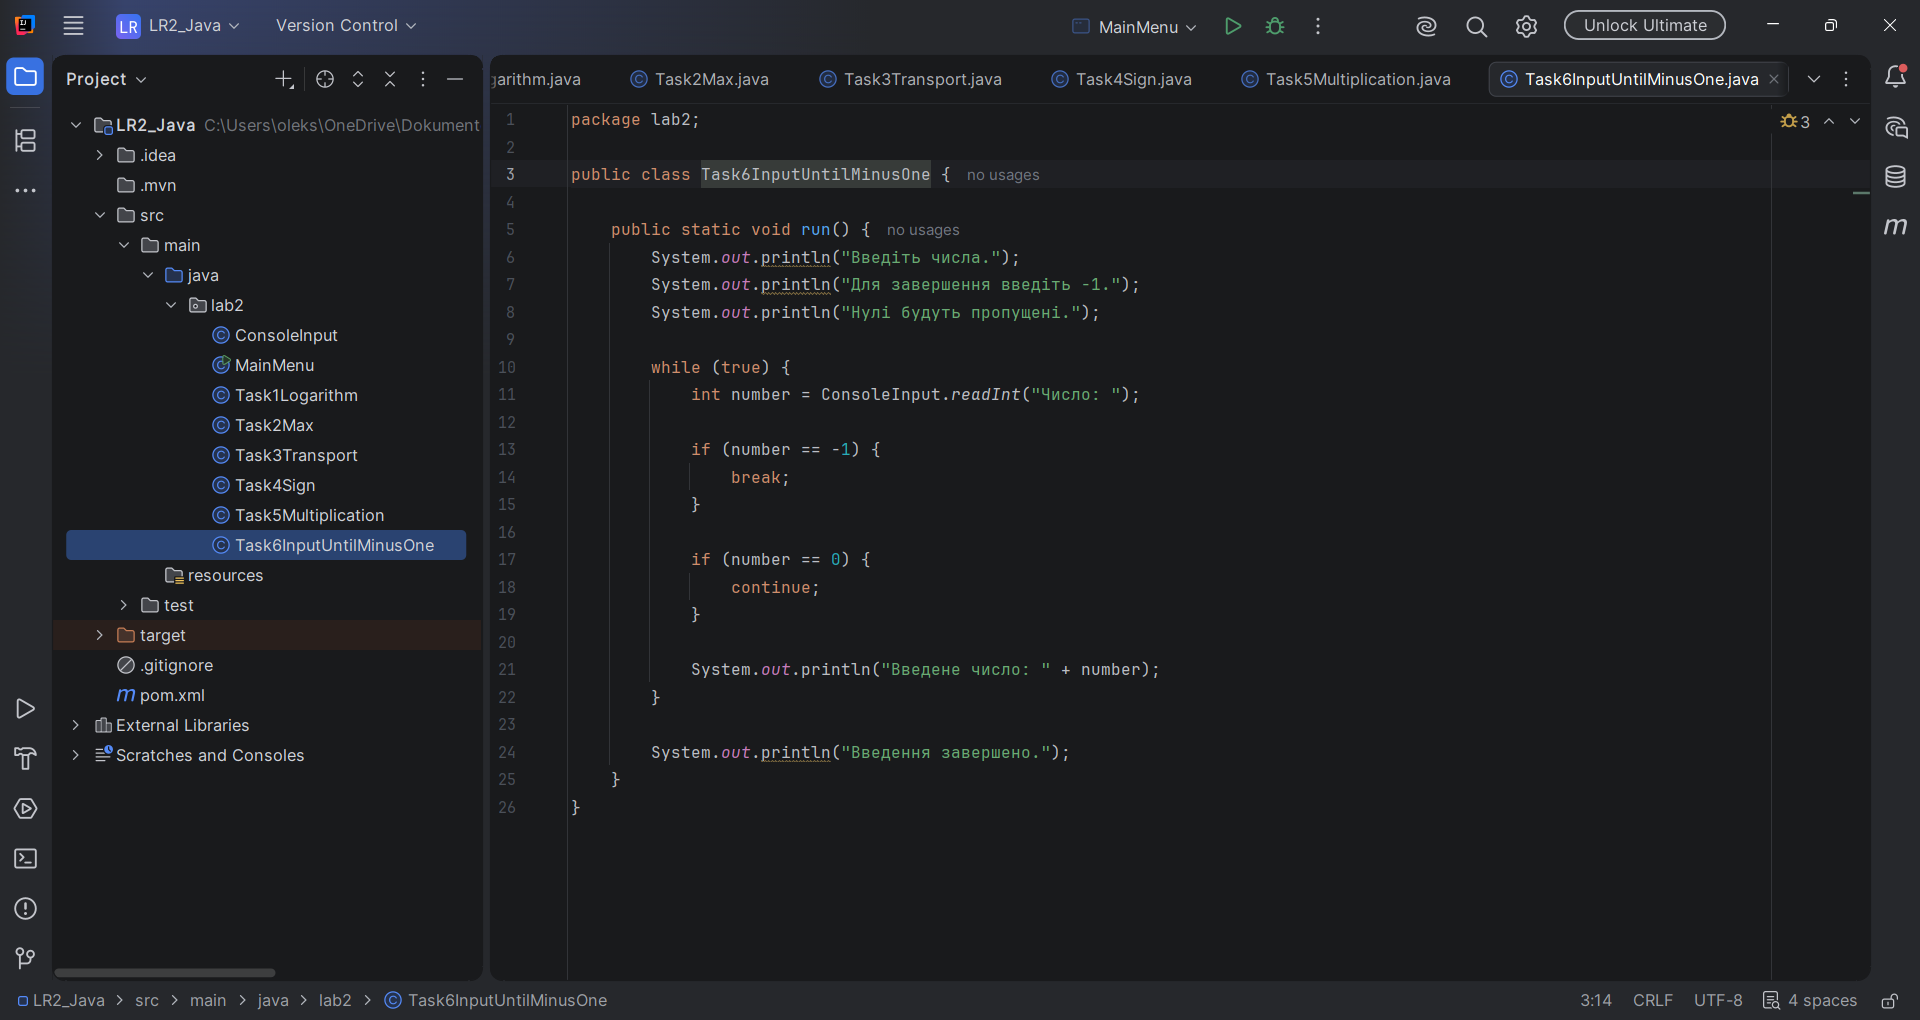 LR LR2_Java Version Control MainMenu Unlock Ultimate
Project
arithm.java Task2Max.java Task3Transport.java Task4Sign.java Task5Multiplication.java Task6InputUntilMinusOne.java
LR2_Java C:\Users\oleks\OneDrive\Dokument
.idea
.mvn
src
main
java
lab2
ConsoleInput
MainMenu
Task1Logarithm
Task2Max
Task3Transport
Task4Sign
Task5Multiplication
Task6InputUntilMinusOne
resources
test
target
.gitignore
m pom.xml
External Libraries
Scratches and Consoles
3
1 package lab2;
2
3 public class Task6InputUntilMinusOne { no usages
4
5 public static void run() { no usages
6 System.out.println("Введіть числа.");
7 System.out.println("Для завершення введіть -1.");
8 System.out.println("Нулі будуть пропущені.");
9
10 while (true) {
11 int number = ConsoleInput.readInt("Число: ");
12
13 if (number == -1) {
14 break;
15 }
16
17 if (number == 0) {
18 continue;
19 }
20
21 System.out.println("Введене число: " + number);
22 }
23
24 System.out.println("Введення завершено.");
25 }
26 }
m
LR2_Java > src > main > java > lab2 > Task6InputUntilMinusOne 3:14 CRLF UTF-8 4 spaces